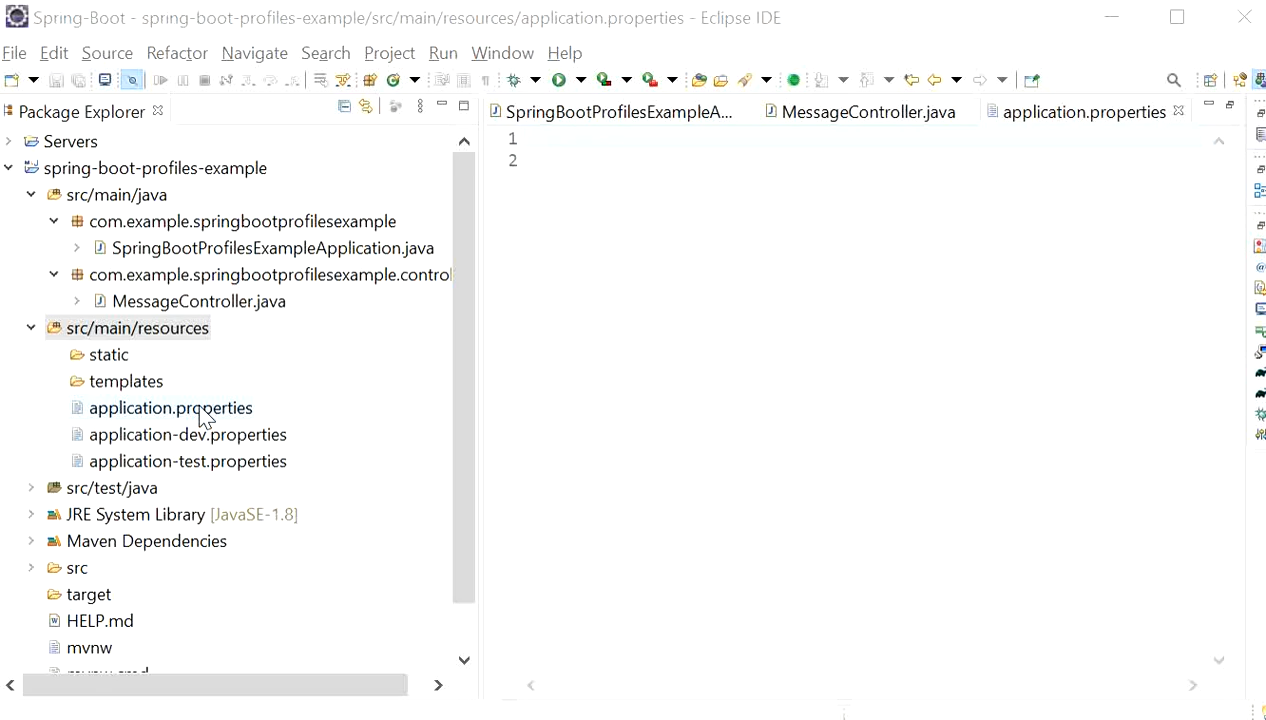 Spring-Boot - spring-boot-profiles-example/src/main/resources/application.properties - Eclipse IDE
File Edit Source Refactor Navigate Search Project Run Window Help
Package Explorer
SpringBootProfilesExampleA... MessageController.java application.properties
Servers
spring-boot-profiles-example
src/main/java
com.example.springbootprofilesexample
SpringBootProfilesExampleApplication.java
com.example.springbootprofilesexample.control
MessageController.java
src/main/resources
static
templates
application.properties
application-dev.properties
application-test.properties
src/test/java
JRE System Library [JavaSE-1.8]
Maven Dependencies
src
target
HELP.md
mvnw
1
2